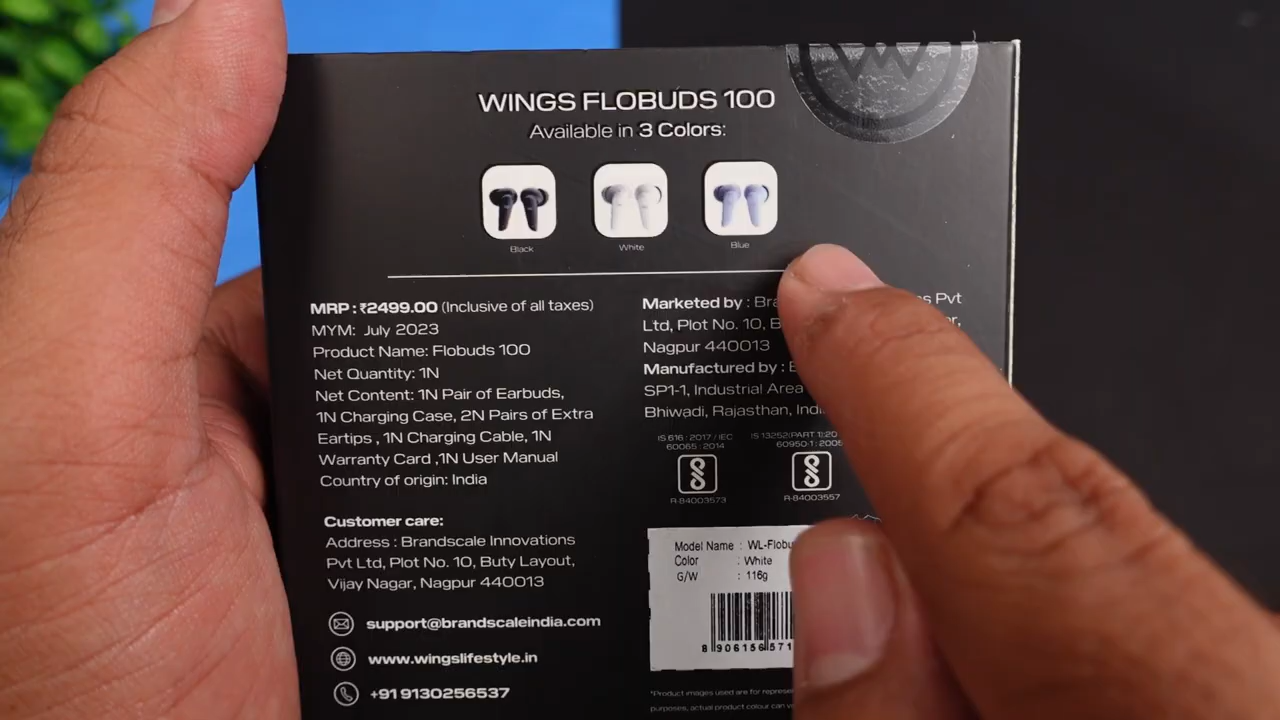 WINGS FLOBUDS 100
Available in 3 Colors:
Black
White
Blue
MRP : ₹2499.00 (Inclusive of all taxes)
MYM: July 2023
Product Name: Flobuds 100
Net Quantity: 1N
Net Content: 1N Pair of Earbuds,
1N Charging Case, 2N Pairs of Extra
Eartips , 1N Charging Cable, 1N
Warranty Card ,1N User Manual
Country of origin: India
Customer care:
Address : Brandscale Innovations
Pvt Ltd, Plot No. 10, Buty Layout,
Vijay Nagar, Nagpur 440013
support@brandscaleindia.com
www.wingslifestyle.in
+91 9130256537
Marketed by : Pvt
Ltd, Plot No. 10,
Nagpur 440013
Manufactured by :
SP1-1, Industrial Area
Bhiwadi, Rajasthan,
IS 616 : 2017 / IEC
60065 : 2014
R-84003573
IS 13252(PART 1):20
60950-1 : 2005
R-84003557
Model Name :
Color : White
G/W : 116g
8 906156 571
*Product images used are for
purposes, actual product colour can